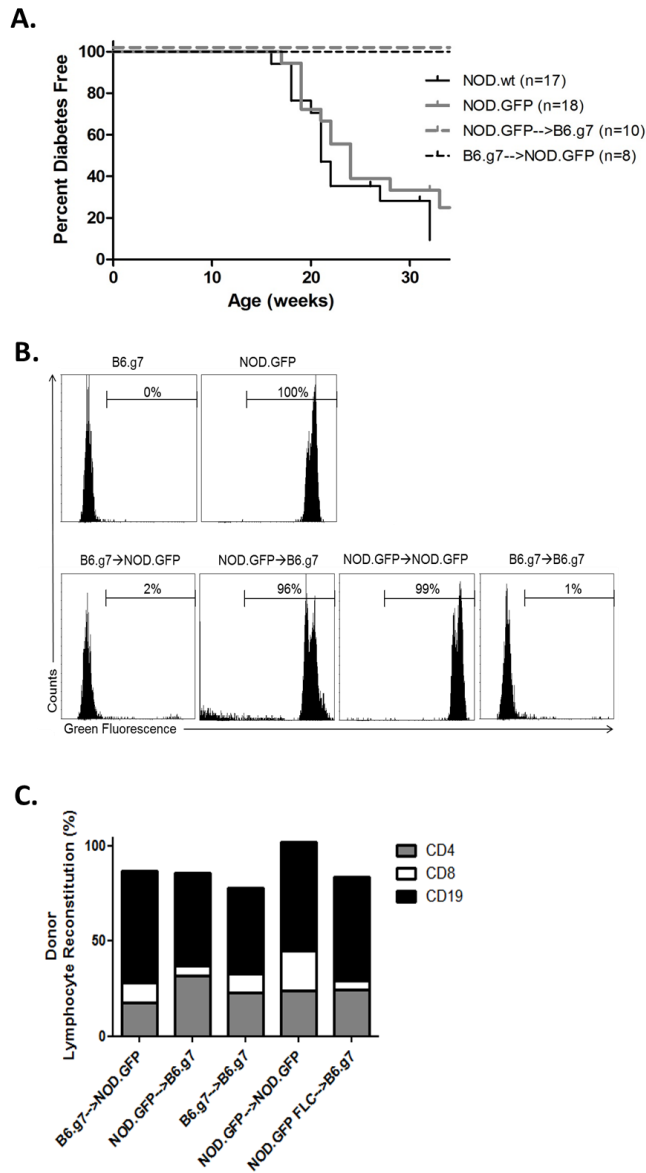 A.
Percent Diabetes Free
100
80
60
40
20
0
0 10 20 30
Age (weeks)
NOD.wt (n=17)
NOD.GFP (n=18)
NOD.GFP-->B6.g7 (n=10)
B6.g7-->NOD.GFP (n=8)
B.
B6.g7 NOD.GFP
0% 100%
B6.g7→NOD.GFP NOD.GFP→B6.g7 NOD.GFP→NOD.GFP B6.g7→B6.g7
2% 96% 99% 1%
Counts
Green Fluorescence
C.
Donor
Lymphocyte Reconstitution (%)
100
50
0
CD4
CD8
CD19
B6.g7-->NOD.GFP
NOD.GFP-->B6.g7
B6.g7-->B6.g7
NOD.GFP-->NOD.GFP
NOD.GFP FLC-->B6.g7